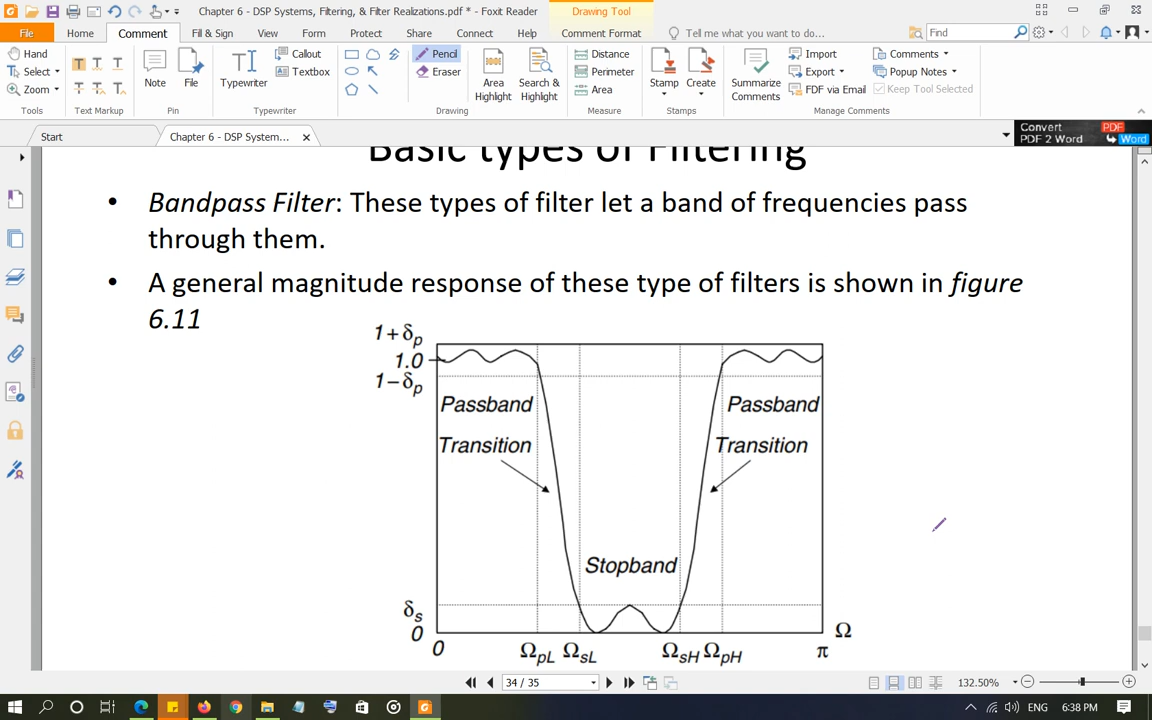 Chapter 6 - DSP Systems, Filtering, & Filter Realizations.pdf * - Foxit Reader
Drawing Tool
File Home Comment Fill & Sign View Form Protect Share Connect Help Comment Format Tell me what you want to do... Find
Hand
Select
Zoom
Tools
T T T
T T T
Text Markup
Note
File
Pin
Typewriter
Callout
Textbox
Typewriter
Pencil
Eraser
Drawing
Area Highlight
Search & Highlight
Distance
Perimeter
Area
Measure
Stamp
Create
Stamps
Summarize Comments
Import
Export
FDF via Email
Comments
Popup Notes
Keep Tool Selected
Manage Comments
Start
Chapter 6 - DSP System...
Convert PDF
PDF 2 Word Word
Basic types of Filtering
• Bandpass Filter: These types of filter let a band of frequencies pass
through them.
• A general magnitude response of these type of filters is shown in figure
6.11
1+δp
1.0
1−δp
Passband
Passband
Transition
Transition
Stopband
δs
0
Ω
0 ΩpL ΩsL ΩsH ΩpH π
34 / 35
132.50%
ENG
6:38 PM